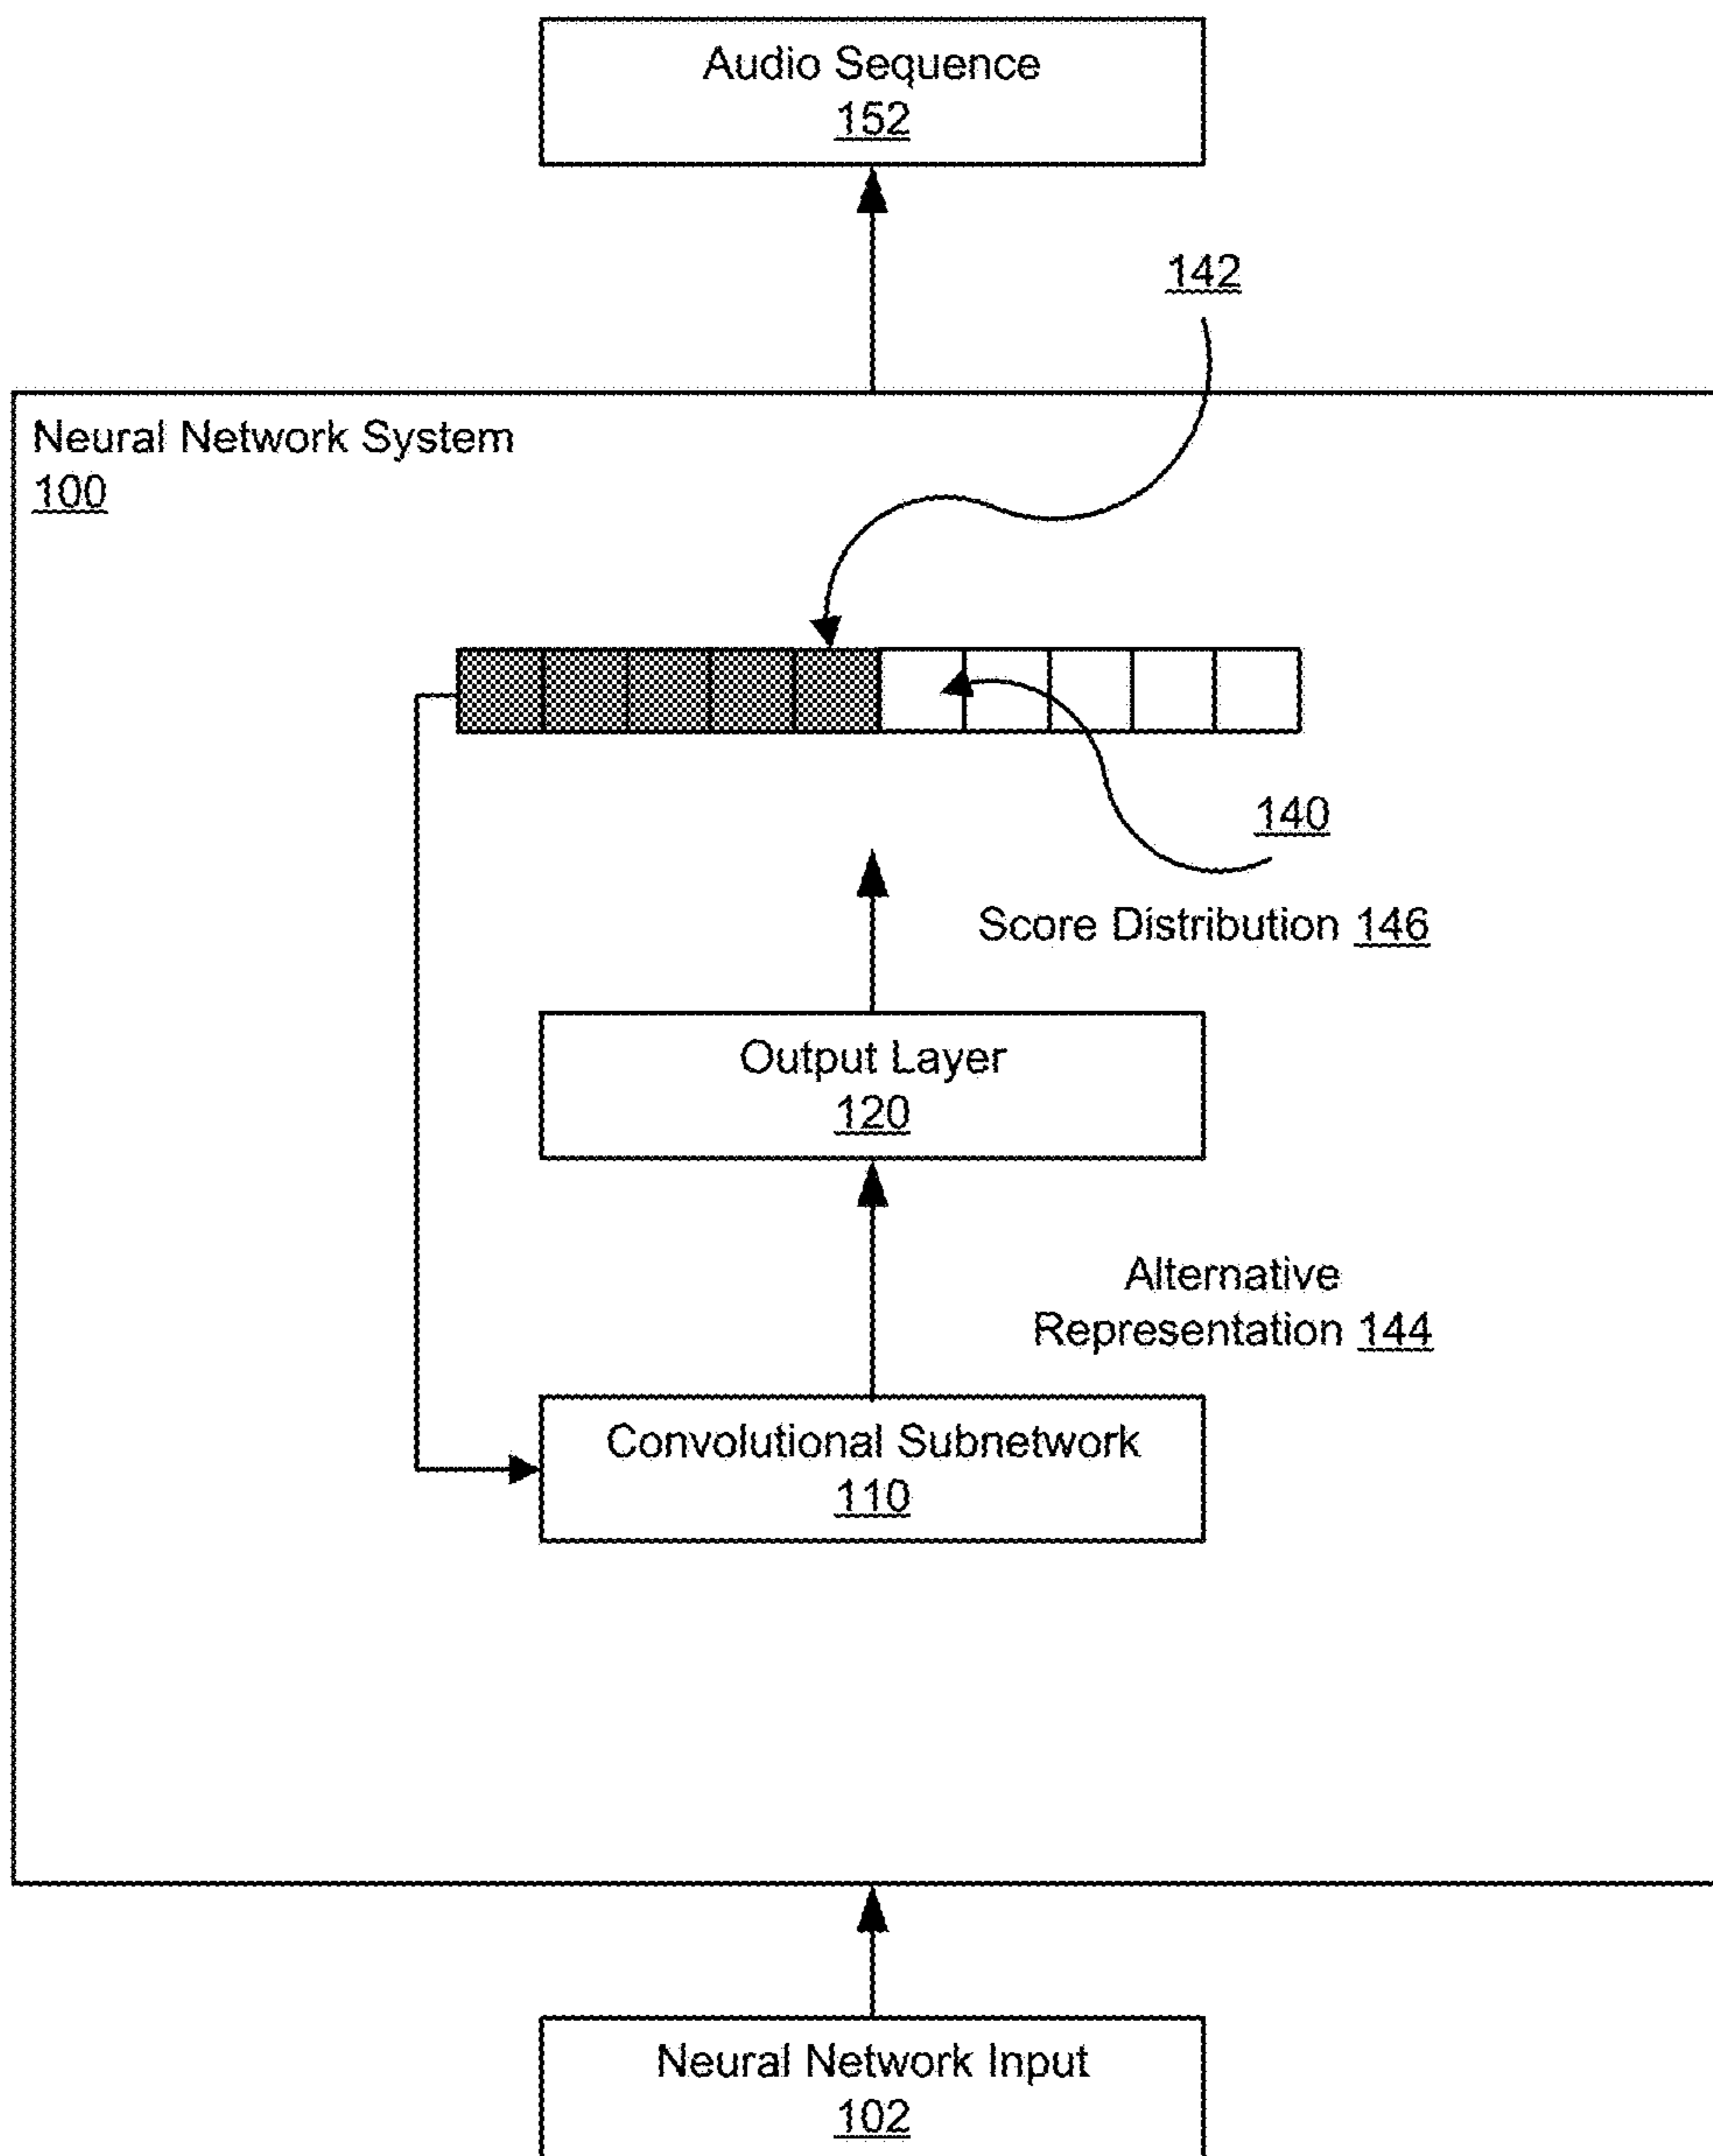 Audio Sequence
152
142
Neural Network System
100
140
Score Distribution 146
Output Layer
120
Alternative
Representation 144
Convolutional Subnetwork
110
Neural Network Input
102